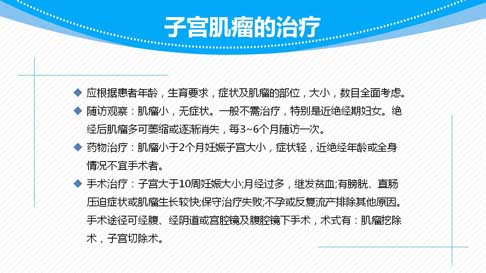 子宫肌瘤的治疗
应根据患者年龄，生育要求，症状及肌瘤的部位，大小，数目全面考虑。
随访观察：肌瘤小，无症状。一般不需治疗，特别是近绝经期妇女。绝
经后肌瘤多可萎缩或逐渐消失，每3~6个月随访一次。
药物治疗：肌瘤小于2个月妊娠子宫大小，症状轻，近绝经年龄或全身
情况不宜手术者。
手术治疗：子宫大于10周妊娠大小;月经过多，继发贫血;有膀胱、直肠
压迫症状或肌瘤生长较快;保守治疗失败;不孕或反复流产排除其他原因。
手术途径可经腹、经阴道或宫腔镜及腹腔镜下手术，术式有：肌瘤挖除
术，子宫切除术。